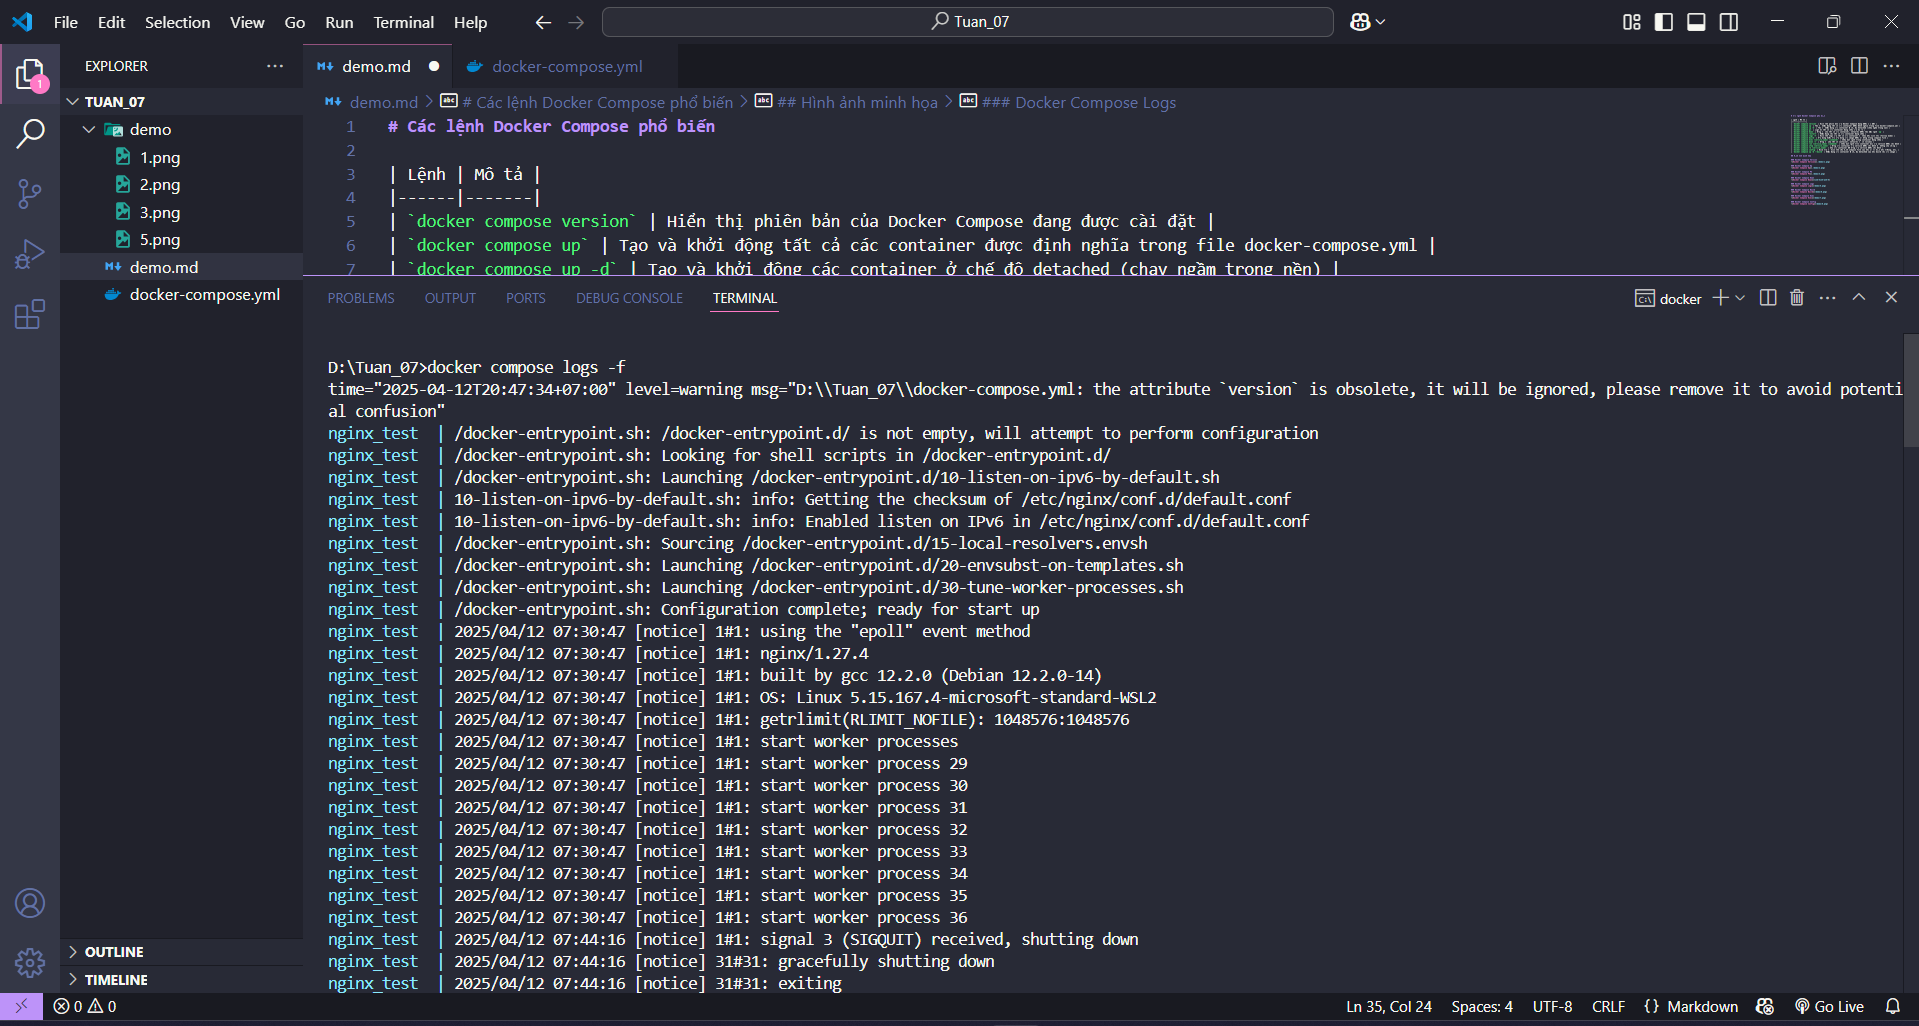 File Edit Selection View Go Run Terminal Help
Tuan_07
EXPLORER
1
TUAN_07
demo
1.png
2.png
3.png
5.png
demo.md
docker-compose.yml
OUTLINE
TIMELINE
demo.md docker-compose.yml
demo.md > # Các lệnh Docker Compose phổ biến > ## Hình ảnh minh họa > ### Docker Compose Logs
1 # Các lệnh Docker Compose phổ biến
2
3 | Lệnh | Mô tả |
4 |------|-------|
5 | `docker compose version` | Hiển thị phiên bản của Docker Compose đang được cài đặt |
6 | `docker compose up` | Tạo và khởi động tất cả các container được định nghĩa trong file docker-compose.yml |
7 | `docker compose up -d` | Tạo và khởi động các container ở chế độ detached (chạy ngầm trong nền) |
PROBLEMS OUTPUT PORTS DEBUG CONSOLE TERMINAL
docker
D:\Tuan_07>docker compose logs -f
time="2025-04-12T20:47:34+07:00" level=warning msg="D:\\Tuan_07\\docker-compose.yml: the attribute `version` is obsolete, it will be ignored, please remove it to avoid potenti
al confusion"
nginx_test | /docker-entrypoint.sh: /docker-entrypoint.d/ is not empty, will attempt to perform configuration
nginx_test | /docker-entrypoint.sh: Looking for shell scripts in /docker-entrypoint.d/
nginx_test | /docker-entrypoint.sh: Launching /docker-entrypoint.d/10-listen-on-ipv6-by-default.sh
nginx_test | 10-listen-on-ipv6-by-default.sh: info: Getting the checksum of /etc/nginx/conf.d/default.conf
nginx_test | 10-listen-on-ipv6-by-default.sh: info: Enabled listen on IPv6 in /etc/nginx/conf.d/default.conf
nginx_test | /docker-entrypoint.sh: Sourcing /docker-entrypoint.d/15-local-resolvers.envsh
nginx_test | /docker-entrypoint.sh: Launching /docker-entrypoint.d/20-envsubst-on-templates.sh
nginx_test | /docker-entrypoint.sh: Launching /docker-entrypoint.d/30-tune-worker-processes.sh
nginx_test | /docker-entrypoint.sh: Configuration complete; ready for start up
nginx_test | 2025/04/12 07:30:47 [notice] 1#1: using the "epoll" event method
nginx_test | 2025/04/12 07:30:47 [notice] 1#1: nginx/1.27.4
nginx_test | 2025/04/12 07:30:47 [notice] 1#1: built by gcc 12.2.0 (Debian 12.2.0-14)
nginx_test | 2025/04/12 07:30:47 [notice] 1#1: OS: Linux 5.15.167.4-microsoft-standard-WSL2
nginx_test | 2025/04/12 07:30:47 [notice] 1#1: getrlimit(RLIMIT_NOFILE): 1048576:1048576
nginx_test | 2025/04/12 07:30:47 [notice] 1#1: start worker processes
nginx_test | 2025/04/12 07:30:47 [notice] 1#1: start worker process 29
nginx_test | 2025/04/12 07:30:47 [notice] 1#1: start worker process 30
nginx_test | 2025/04/12 07:30:47 [notice] 1#1: start worker process 31
nginx_test | 2025/04/12 07:30:47 [notice] 1#1: start worker process 32
nginx_test | 2025/04/12 07:30:47 [notice] 1#1: start worker process 33
nginx_test | 2025/04/12 07:30:47 [notice] 1#1: start worker process 34
nginx_test | 2025/04/12 07:30:47 [notice] 1#1: start worker process 35
nginx_test | 2025/04/12 07:30:47 [notice] 1#1: start worker process 36
nginx_test | 2025/04/12 07:44:16 [notice] 1#1: signal 3 (SIGQUIT) received, shutting down
nginx_test | 2025/04/12 07:44:16 [notice] 31#31: gracefully shutting down
nginx_test | 2025/04/12 07:44:16 [notice] 31#31: exiting
0 0 Ln 35, Col 24 Spaces: 4 UTF-8 CRLF {} Markdown Go Live